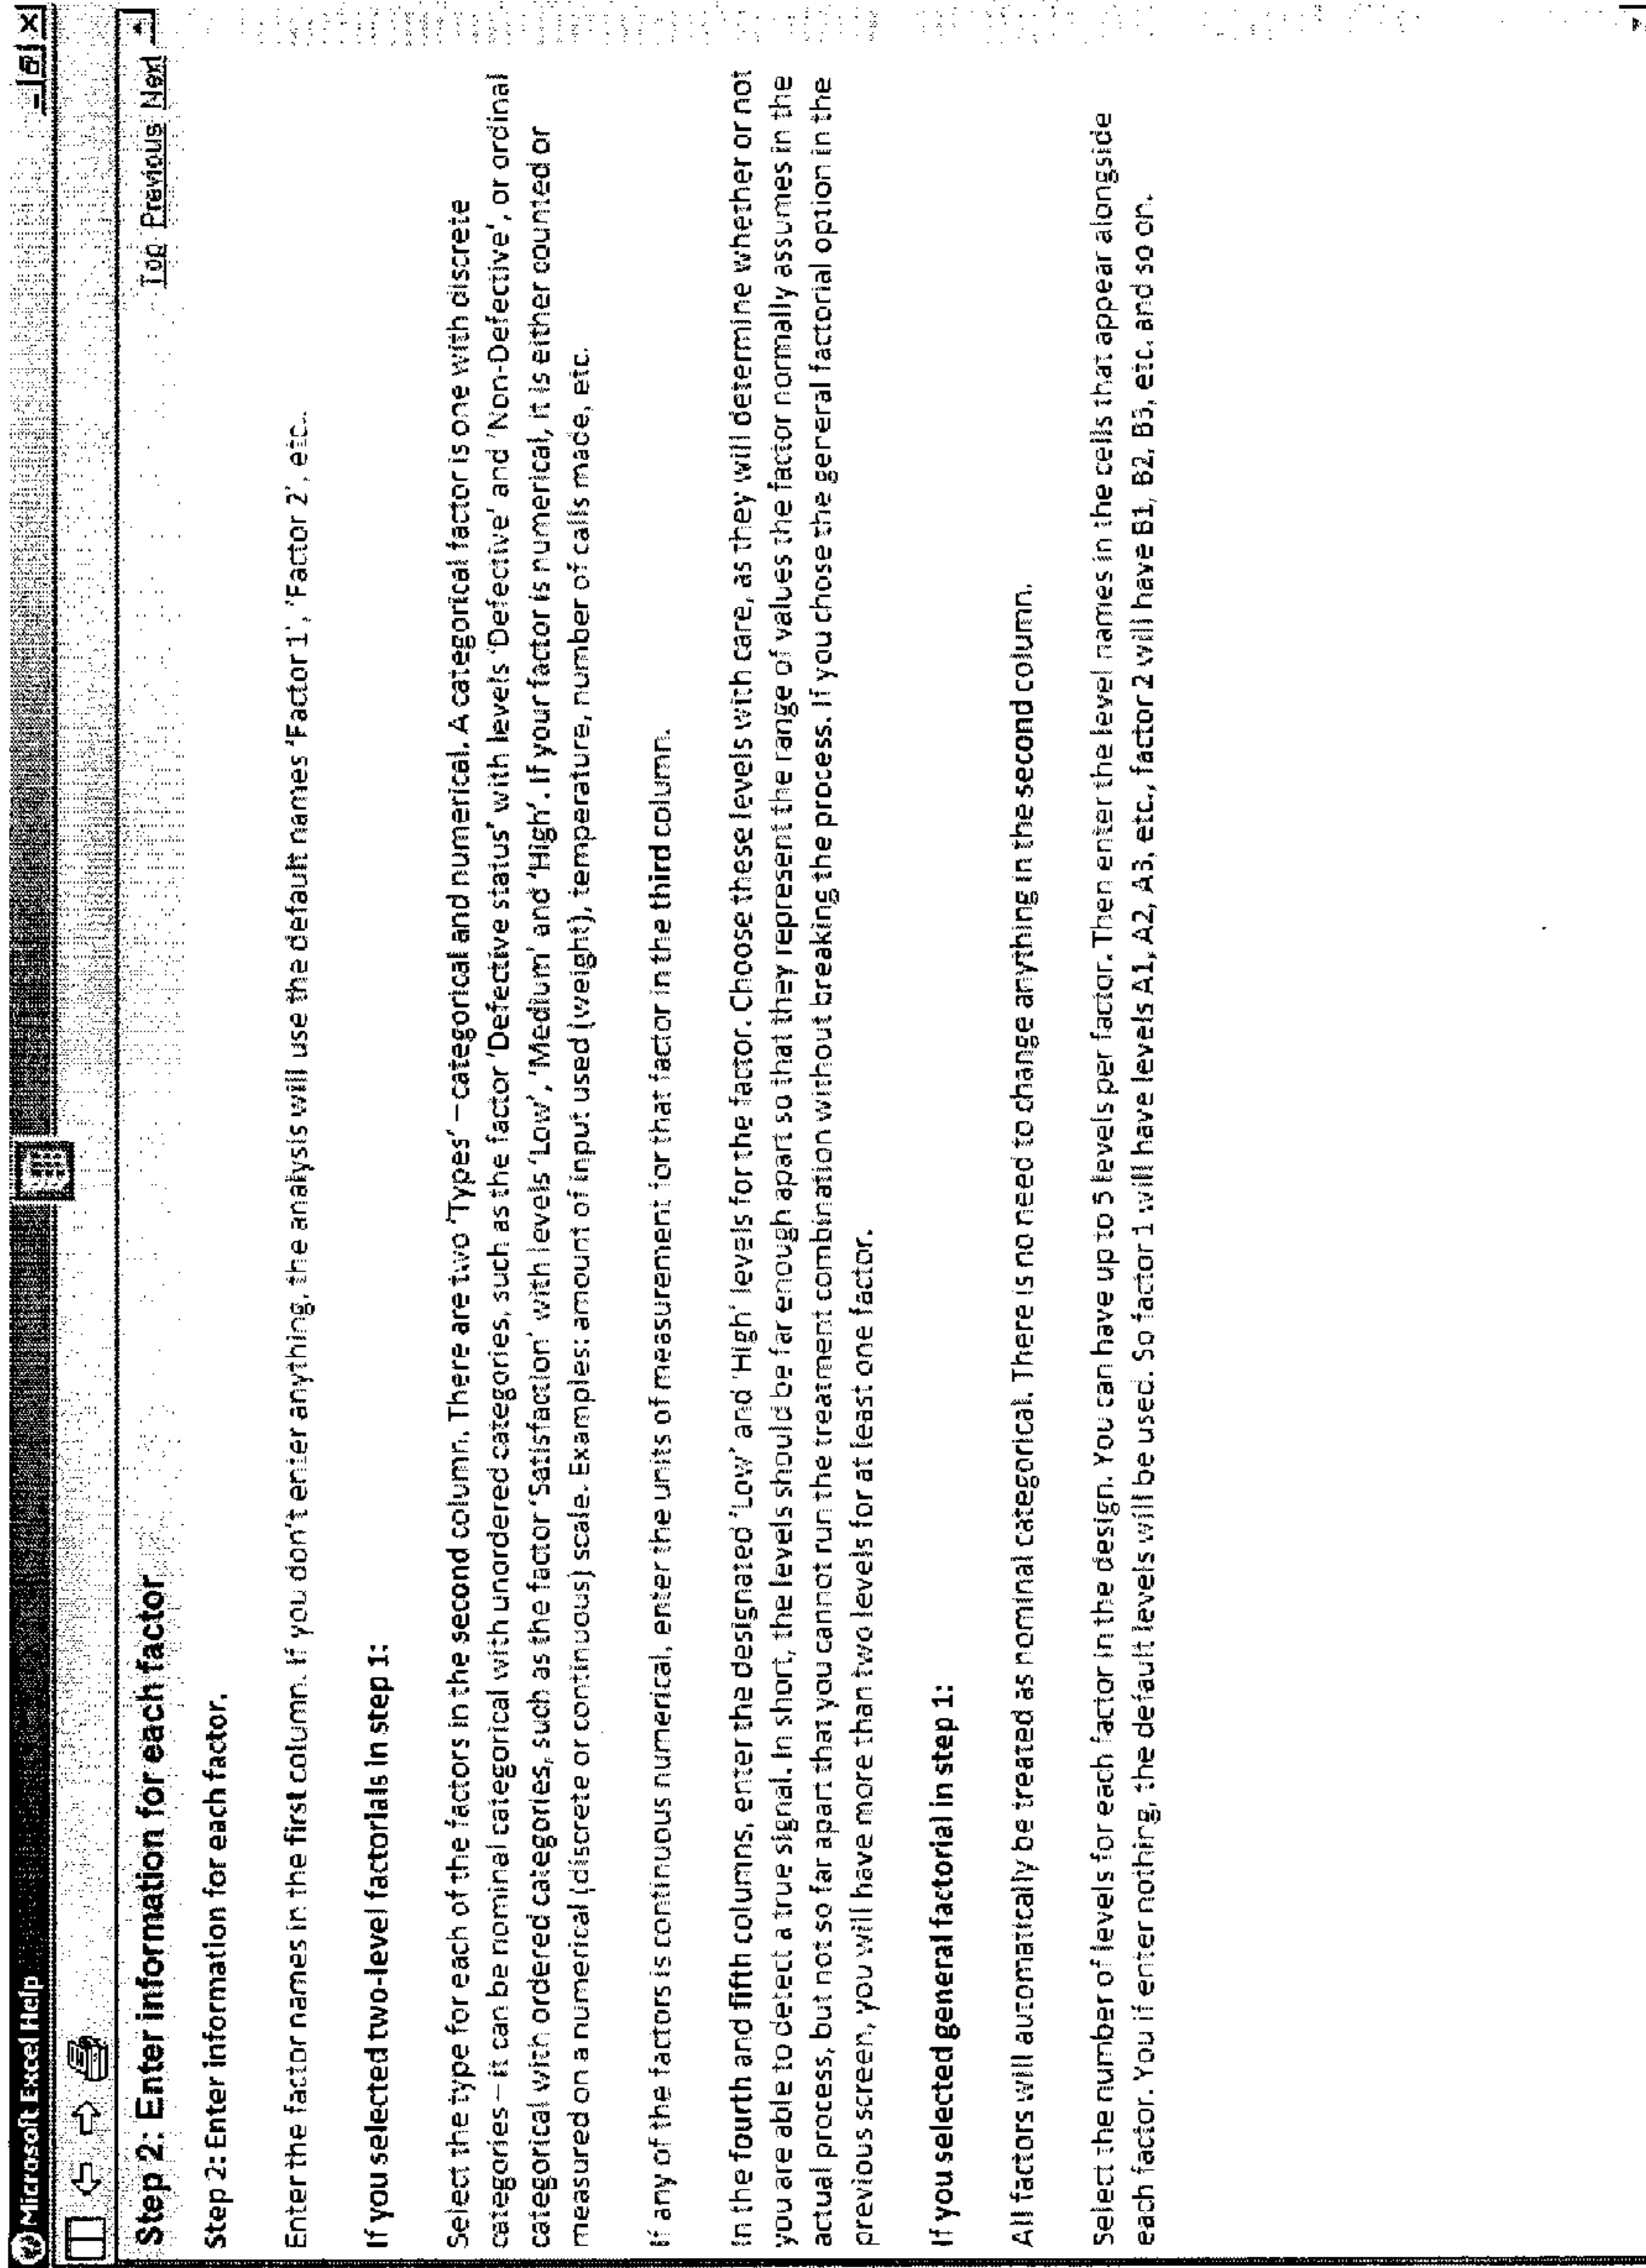 Microsoft Excel Help
Step 2: Enter information for each factor
Top Previous Next
Step 2: Enter information for each factor.
Enter the factor names in the first column. If you don't enter anything, the analysis will use the default names 'Factor 1', 'Factor 2', etc.
If you selected two-level factorials in step 1:
Select the type for each of the factors in the second column. There are two 'Types' – categorical and numerical. A categorical factor is one with discrete
categories – it can be nominal categorical with unordered categories, such as the factor 'Defective status' with levels 'Defective' and 'Non-Defective', or ordinal
categorical with ordered categories, such as the factor 'Satisfaction' with levels 'Low', 'Medium' and 'High'. If your factor is numerical, it is either counted or
measured on a numerical (discrete or continuous) scale. Examples: amount of input used (weight), temperature, number of calls made, etc.
If any of the factors is continuous numerical, enter the units of measurement for that factor in the third column.
In the fourth and fifth columns, enter the designated 'Low' and 'High' levels for the factor. Choose these levels with care, as they will determine whether or not
you are able to detect a true signal. In short, the levels should be far enough apart so that they represent the range of values the factor normally assumes in the
actual process, but not so far apart that you cannot run the treatment combination without breaking the process. If you chose the general factorial option in the
previous screen, you will have more than two levels for at least one factor.
If you selected general factorial in step 1:
All factors will automatically be treated as nominal categorical. There is no need to change anything in the second column.
Select the number of levels for each factor in the design. You can have up to 5 levels per factor. Then enter the level names in the cells that appear alongside
each factor. You if enter nothing, the default levels will be used. So factor 1 will have levels A1, A2, A3, etc., factor 2 will have B1, B2, B3, etc. and so on.